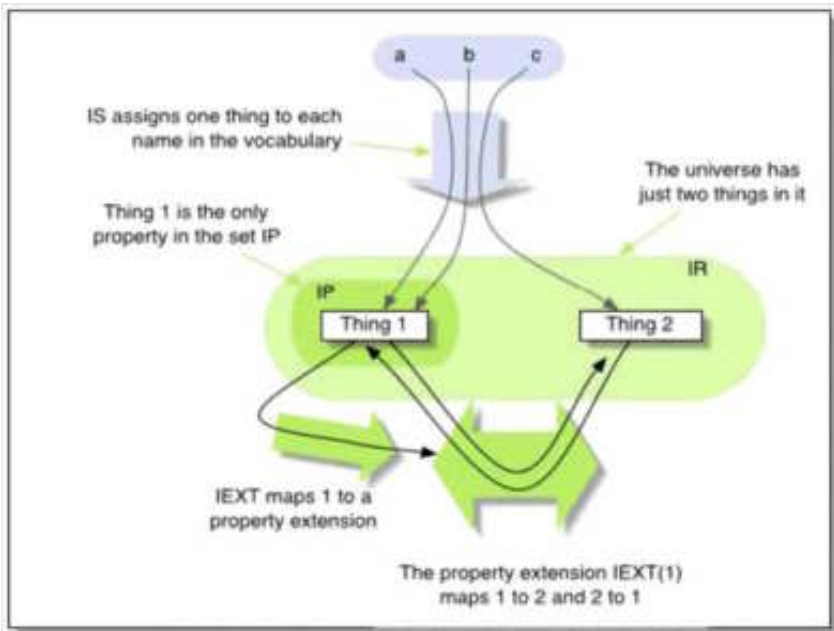 a b c
IS assigns one thing to each
name in the vocabulary
The universe has
just two things in it
Thing 1 is the only
property in the set IP
IR
IP
Thing 1
Thing 2
IEXT maps 1 to a
property extension
The property extension IEXT(1)
maps 1 to 2 and 2 to 1